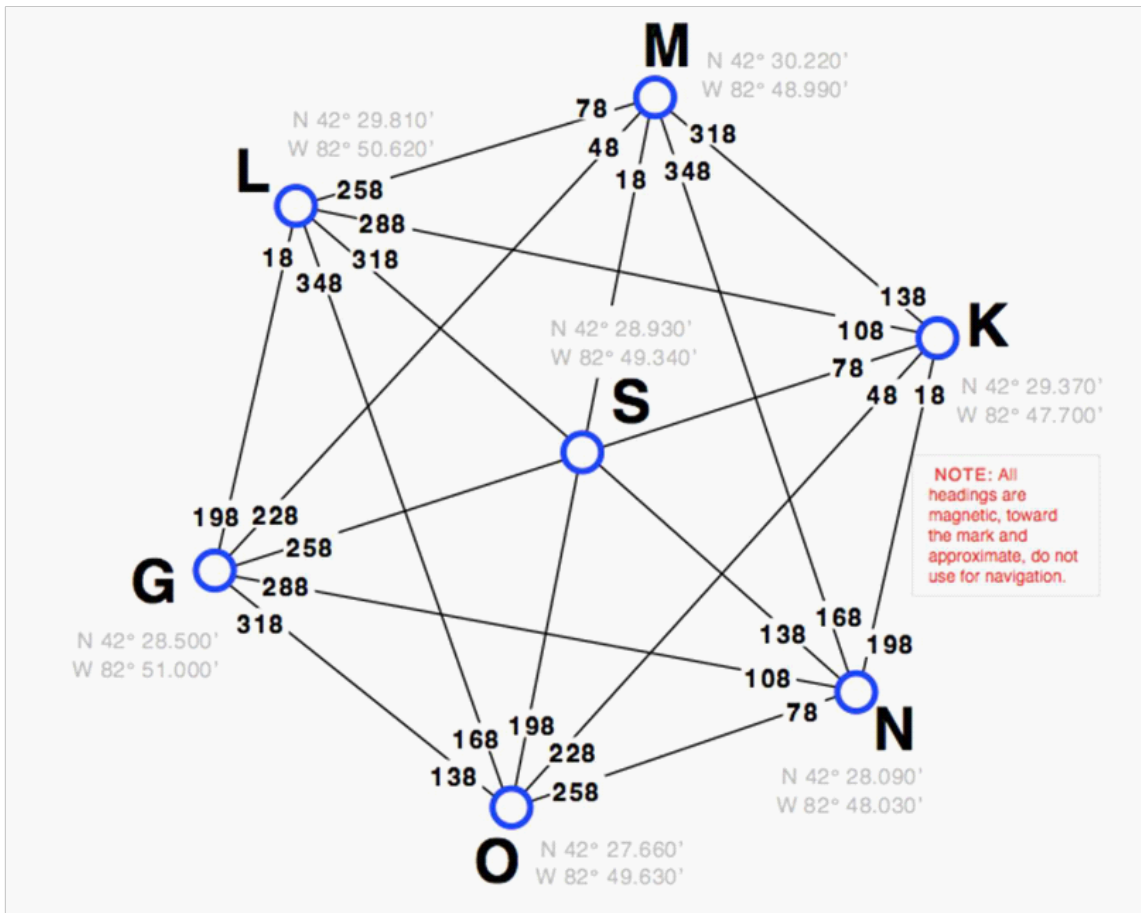 M
N 42° 30.220'
W 82° 48.990'
N 42° 29.810'
W 82° 50.620'
L
78
318
48
348
18
258
288
18
318
348
138
K
108
N 42° 28.930'
W 82° 49.340'
78
N 42° 29.370'
W 82° 47.700'
48
18
S
NOTE: All
headings are
magnetic, toward
the mark and
approximate, do not
use for navigation.
198
228
258
G
288
318
N 42° 28.500'
W 82° 51.000'
168
138
198
108
78
N
N 42° 28.090'
W 82° 48.030'
168
198
228
138
258
O
N 42° 27.660'
W 82° 49.630'